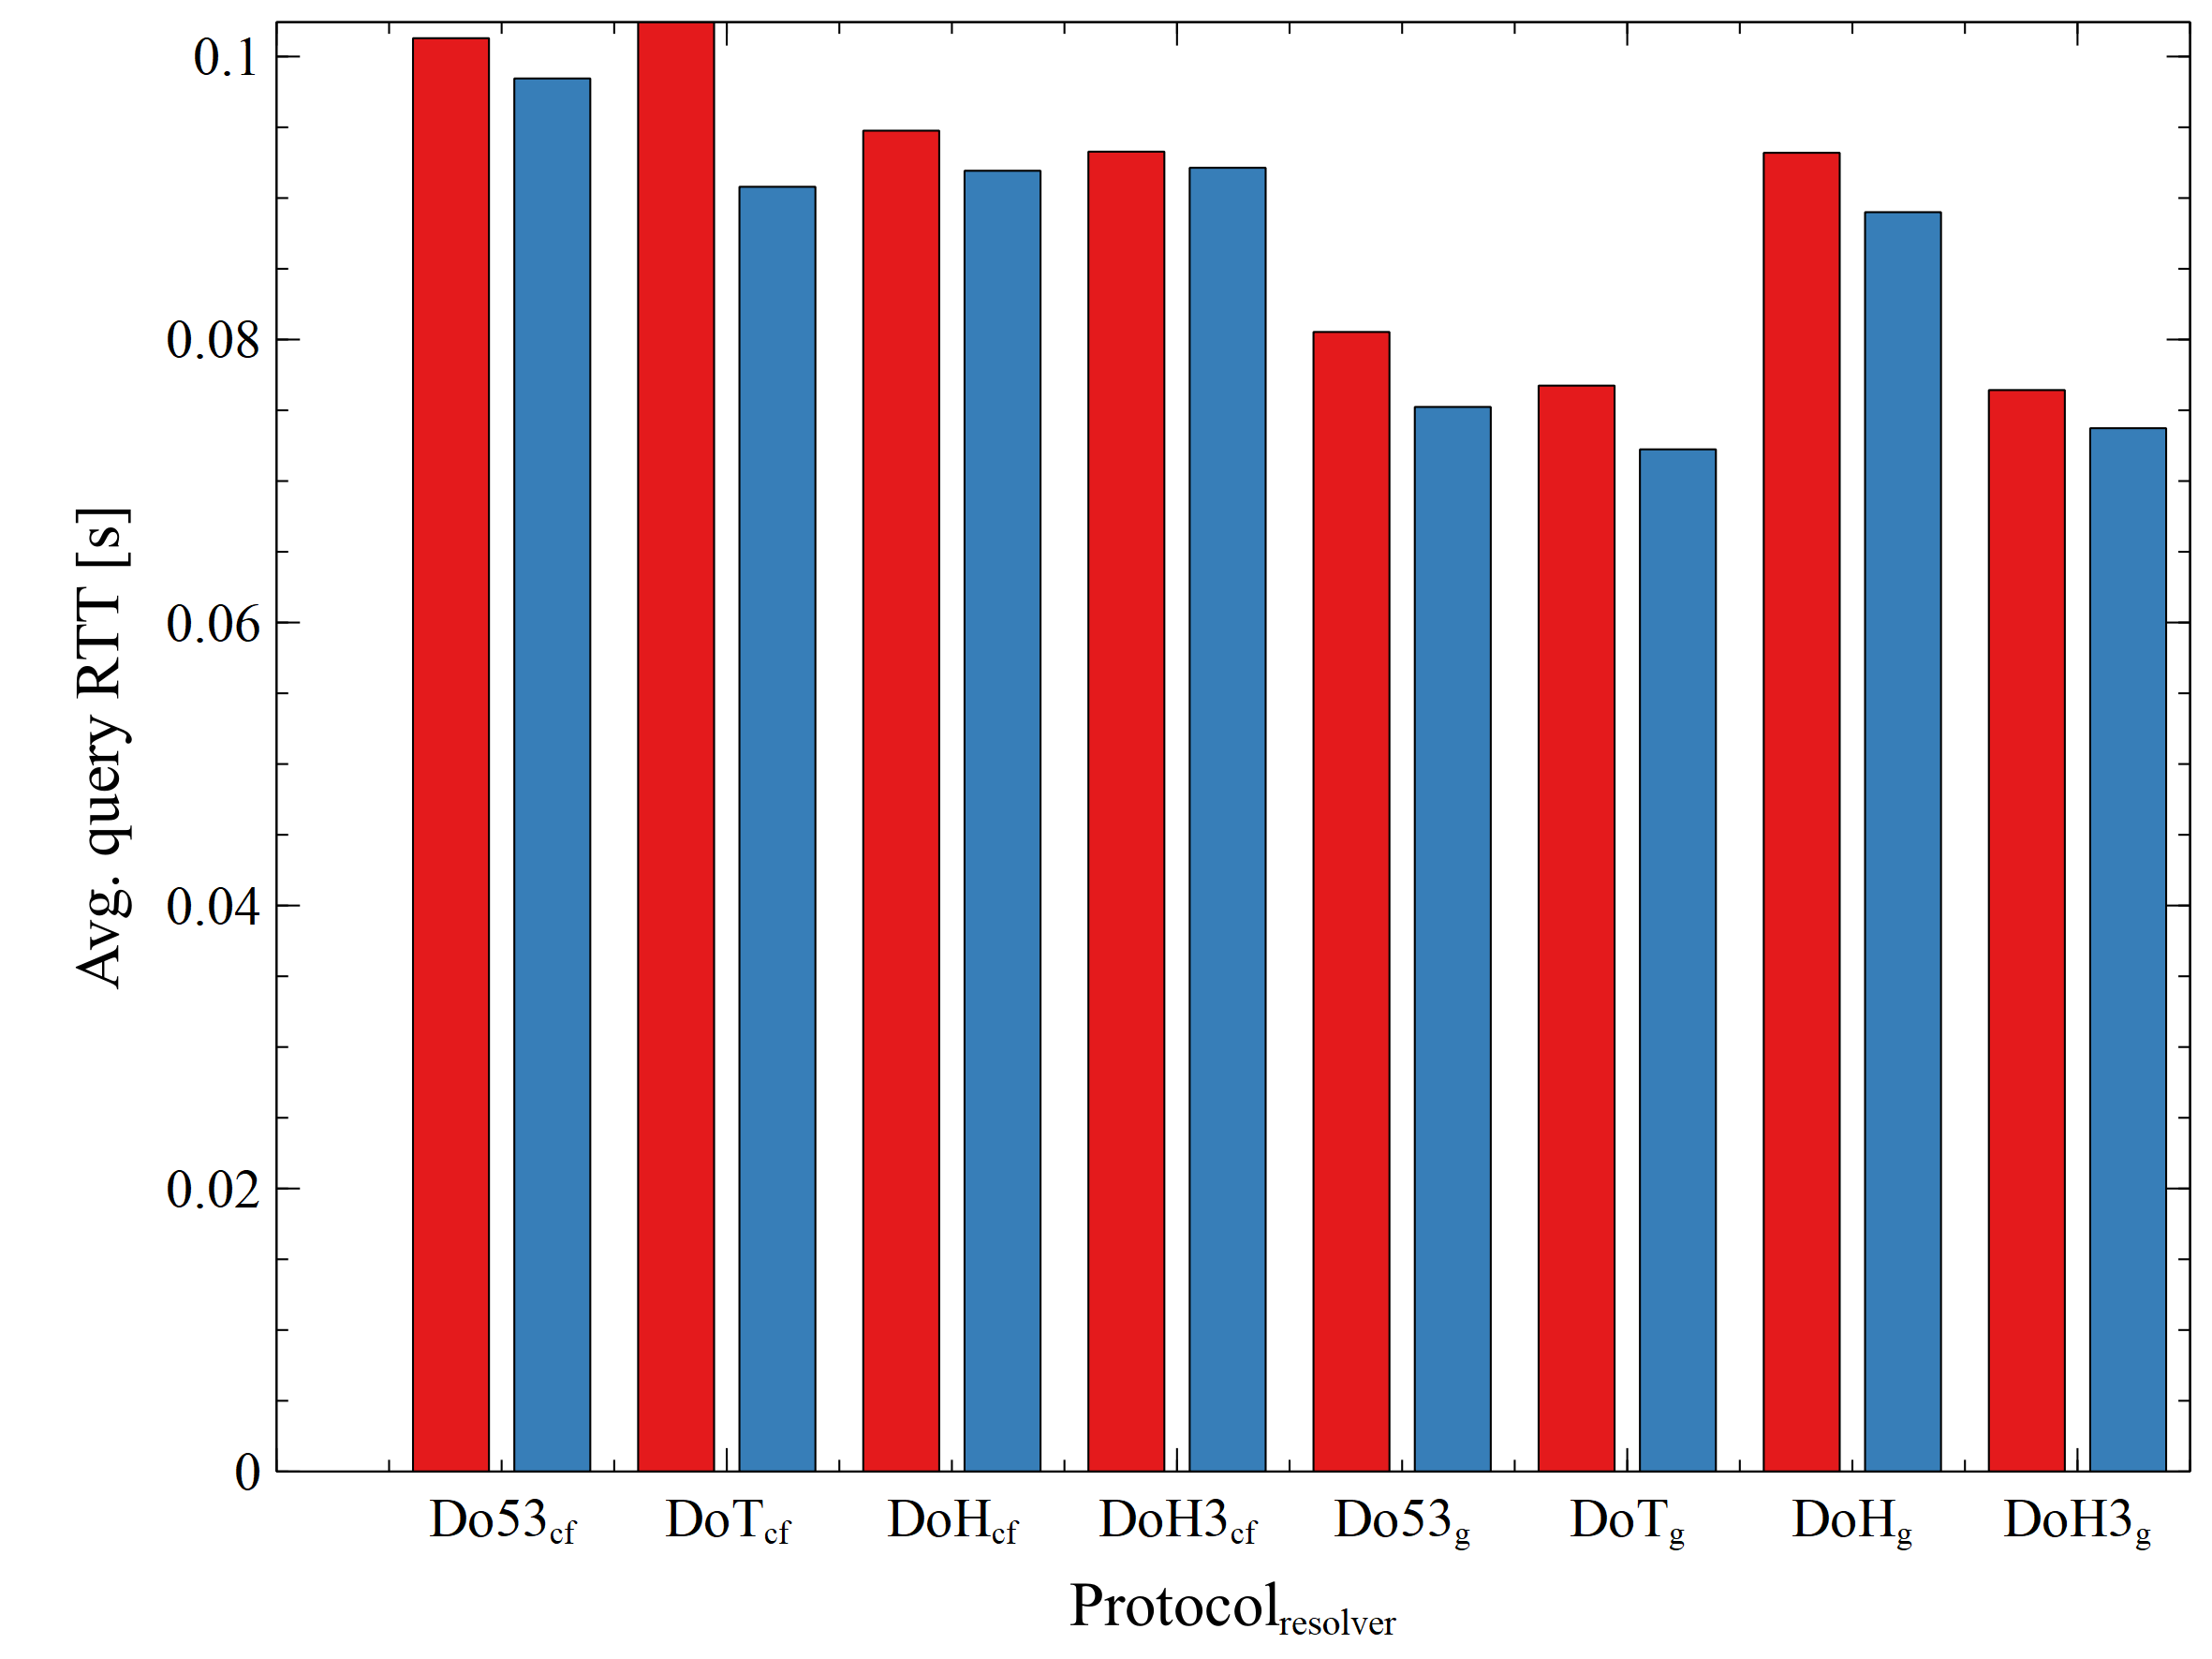 Avg. query RTT [s]
0.1
0.08
0.06
0.04
0.02
0
Do53cf DoTcf DoHcf DoH3cf Do53g DoTg DoHg DoH3g
Protocolresolver